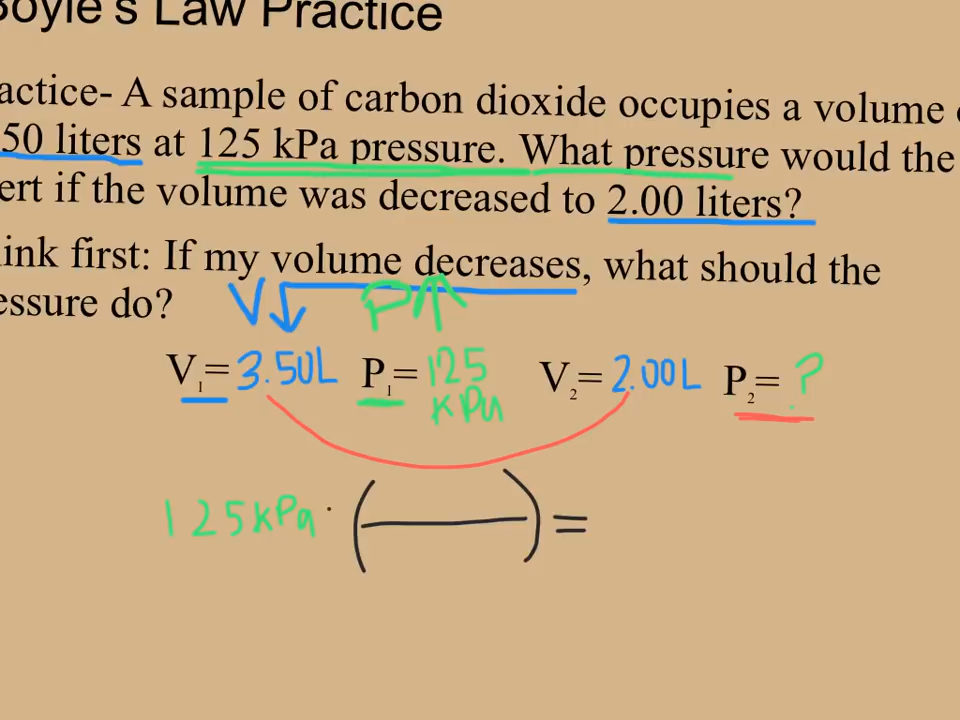 Boyle's Law Practice
actice- A sample of carbon dioxide occupies a volume
50 liters at 125 kPa pressure. What pressure would the
ert if the volume was decreased to 2.00 liters?
ink first: If my volume decreases, what should the
essure do?
V↓ P↑
V1= 3.50L P1= 125 kPa V2= 2.00L P2= ?
125kPa · ( ) =